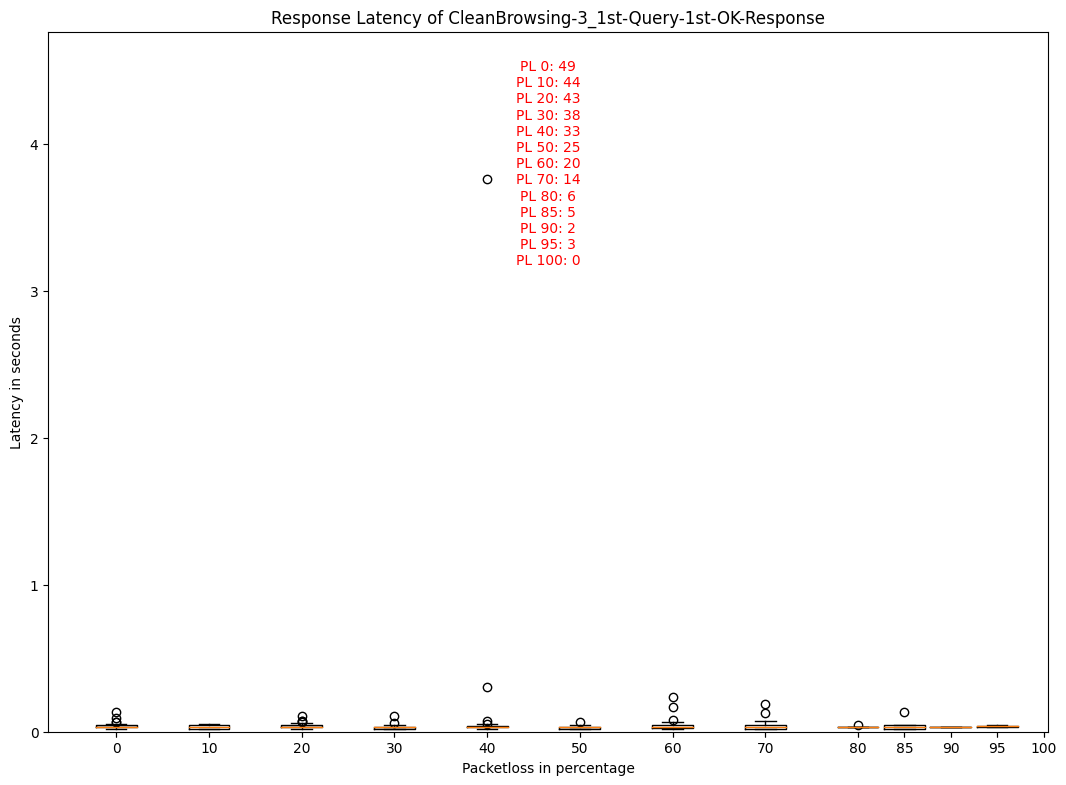 Response Latency of CleanBrowsing-3_1st-Query-1st-OK-Response
PL 0: 49
PL 10: 44
PL 20: 43
PL 30: 38
PL 40: 33
PL 50: 25
PL 60: 20
PL 70: 14
PL 80: 6
PL 85: 5
PL 90: 2
PL 95: 3
PL 100: 0
4
3
2
1
0
Latency in seconds
0 10 20 30 40 50 60 70 80 85 90 95 100
Packetloss in percentage